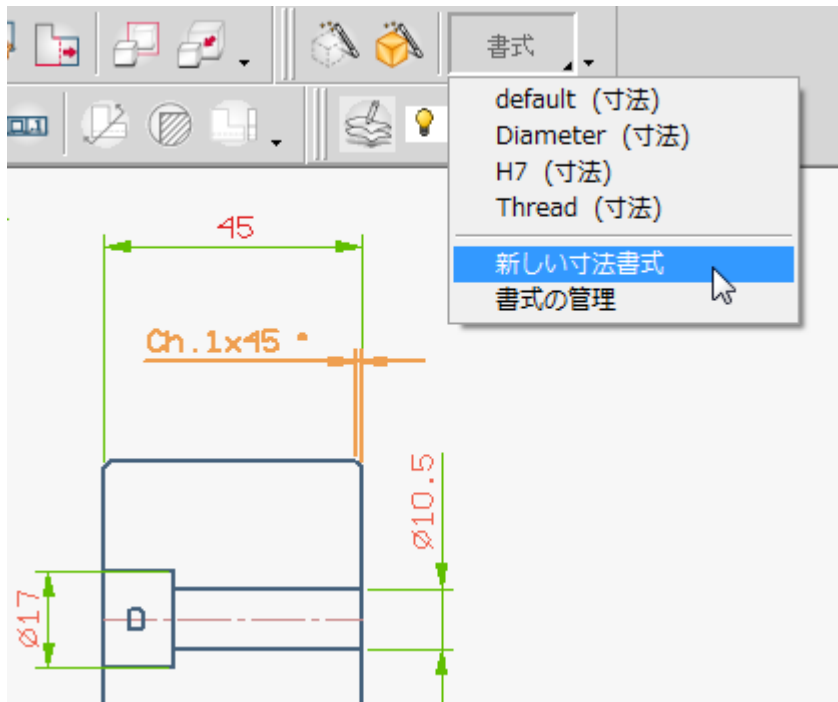 書式
default (寸法)
Diameter (寸法)
H7 (寸法)
Thread (寸法)
新しい寸法書式
書式の管理
45
Ch.1x45°
ø10.5
ø17
D